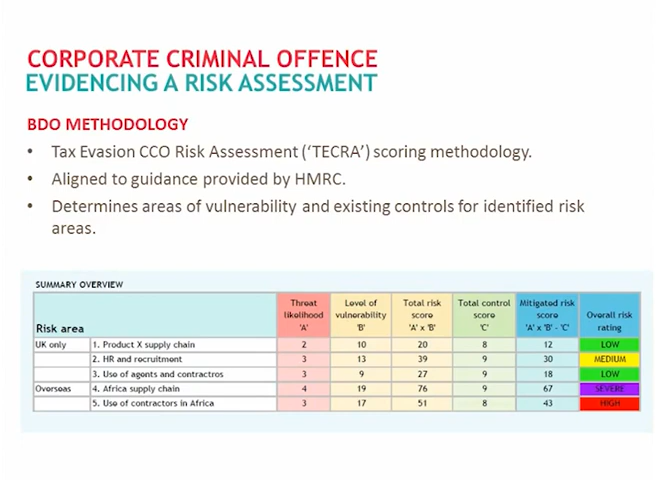 CORPORATE CRIMINAL OFFENCE
EVIDENCING A RISK ASSESSMENT
BDO METHODOLOGY
• Tax Evasion CCO Risk Assessment (‘TECRA’) scoring methodology.
• Aligned to guidance provided by HMRC.
• Determines areas of vulnerability and existing controls for identified risk
areas.
SUMMARY OVERVIEW
Risk area Threat likelihood 'A' Level of vulnerability 'B' Total risk score 'A' x 'B' Total control score 'C' Mitigated risk score 'A' x 'B' - 'C' Overall risk rating
UK only 1. Product X supply chain 2 10 20 8 12 LOW
2. HR and recruitment 3 13 39 9 30 MEDIUM
3. Use of agents and contractros 3 9 27 9 18 LOW
Overseas 4. Africa supply chain 4 19 76 9 67 SEVERE
5. Use of contractors in Africa 3 17 51 8 43 HIGH